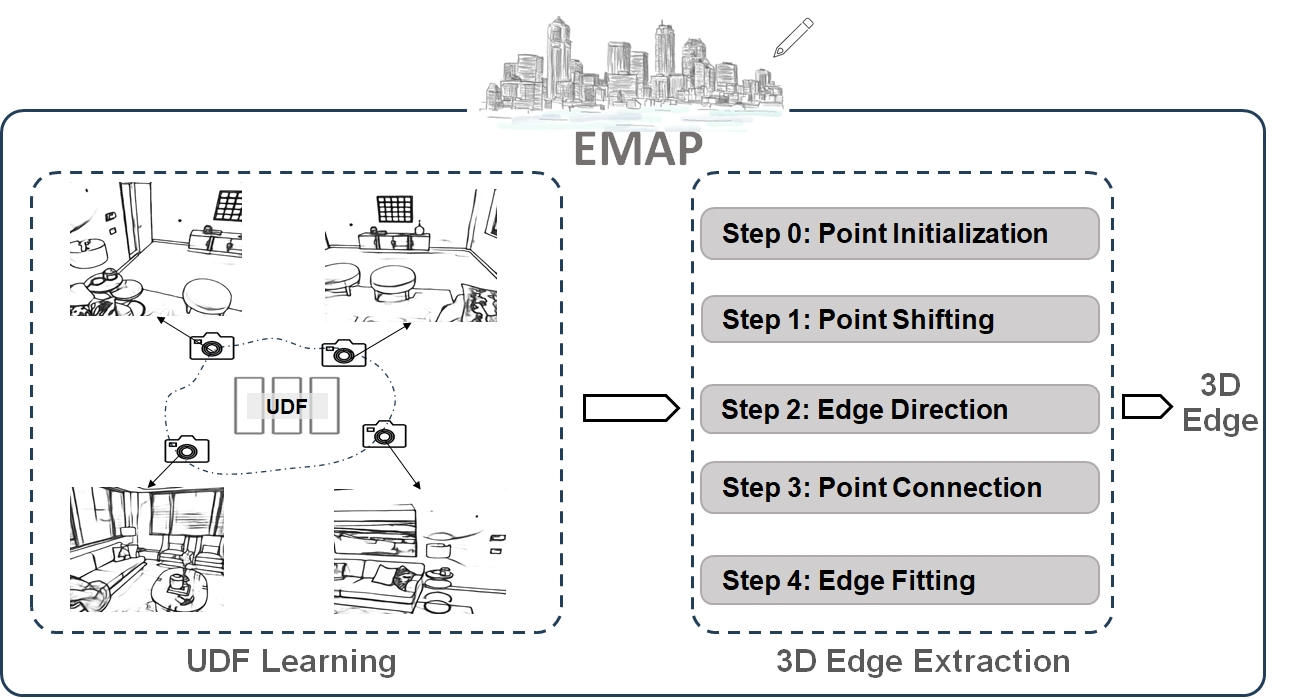 EMAP
UDF
UDF Learning
Step 0: Point Initialization
Step 1: Point Shifting
Step 2: Edge Direction
Step 3: Point Connection
Step 4: Edge Fitting
3D Edge Extraction
3D
Edge